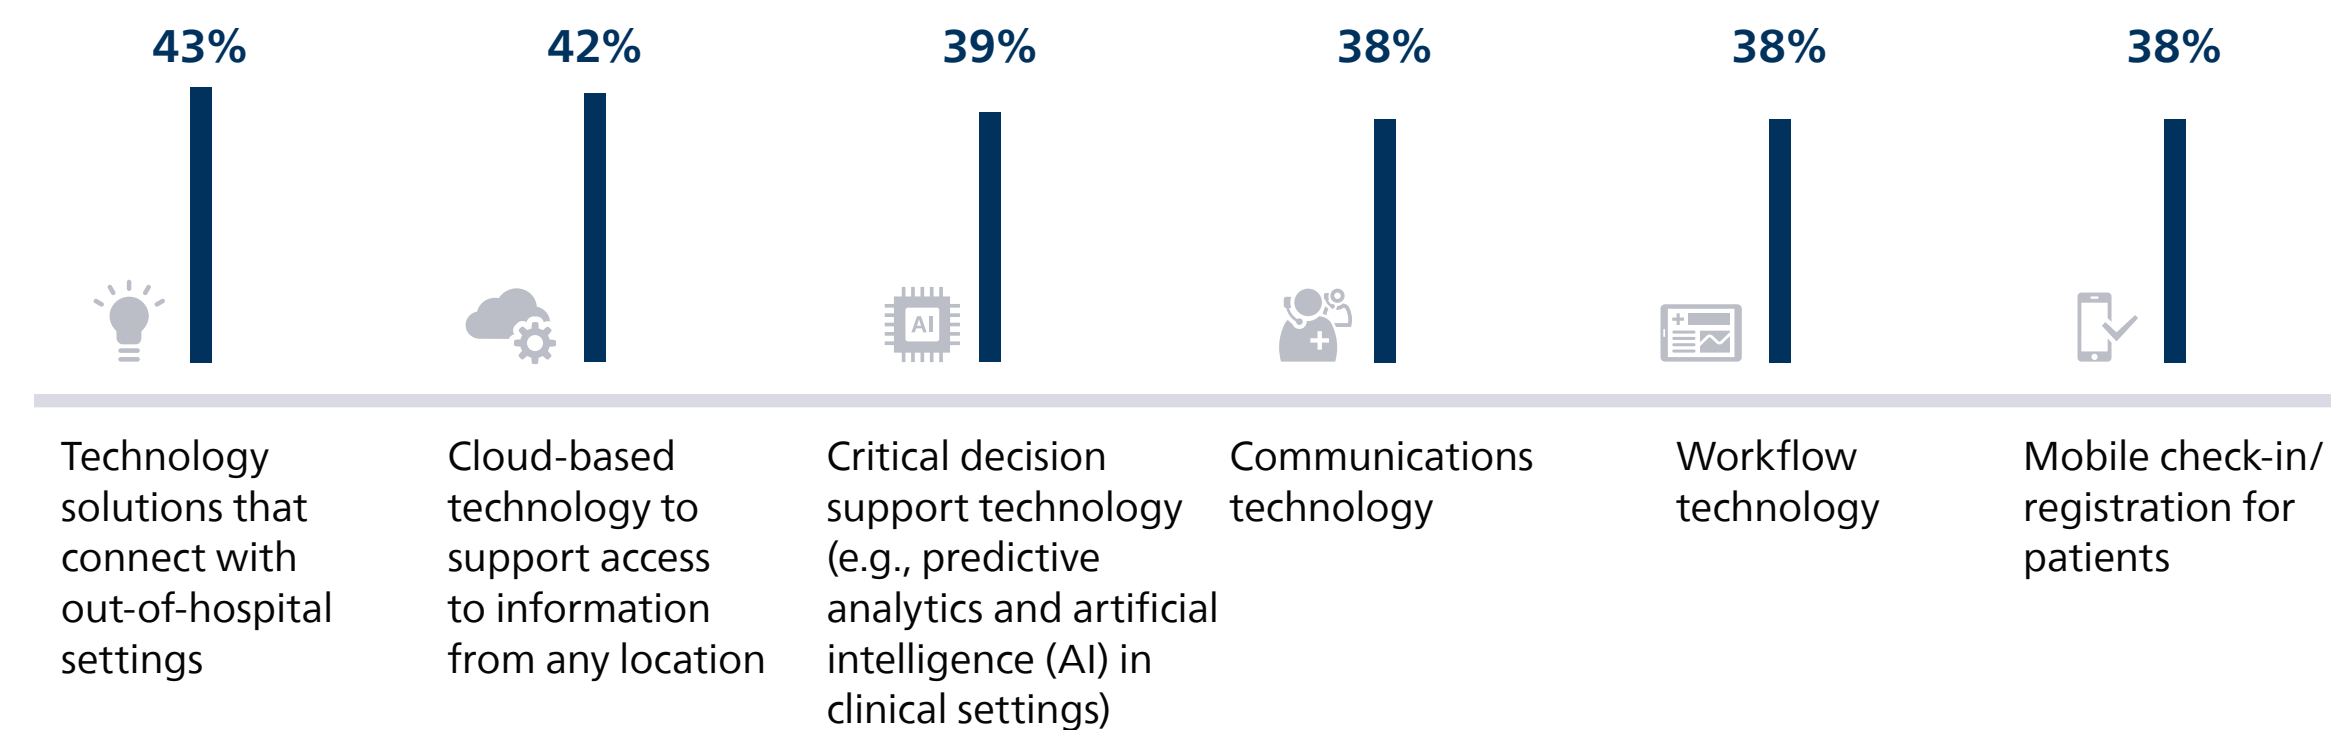 43%
42%
39%
38%
38%
38%
AI
Technology
solutions that
connect with
out-of-hospital
settings
Cloud-based
technology to
support access
to information
from any location
Critical decision
support technology
(e.g., predictive
analytics and artificial
intelligence (AI) in
clinical settings)
Communications
technology
Workflow
technology
Mobile check-in/
registration for
patients